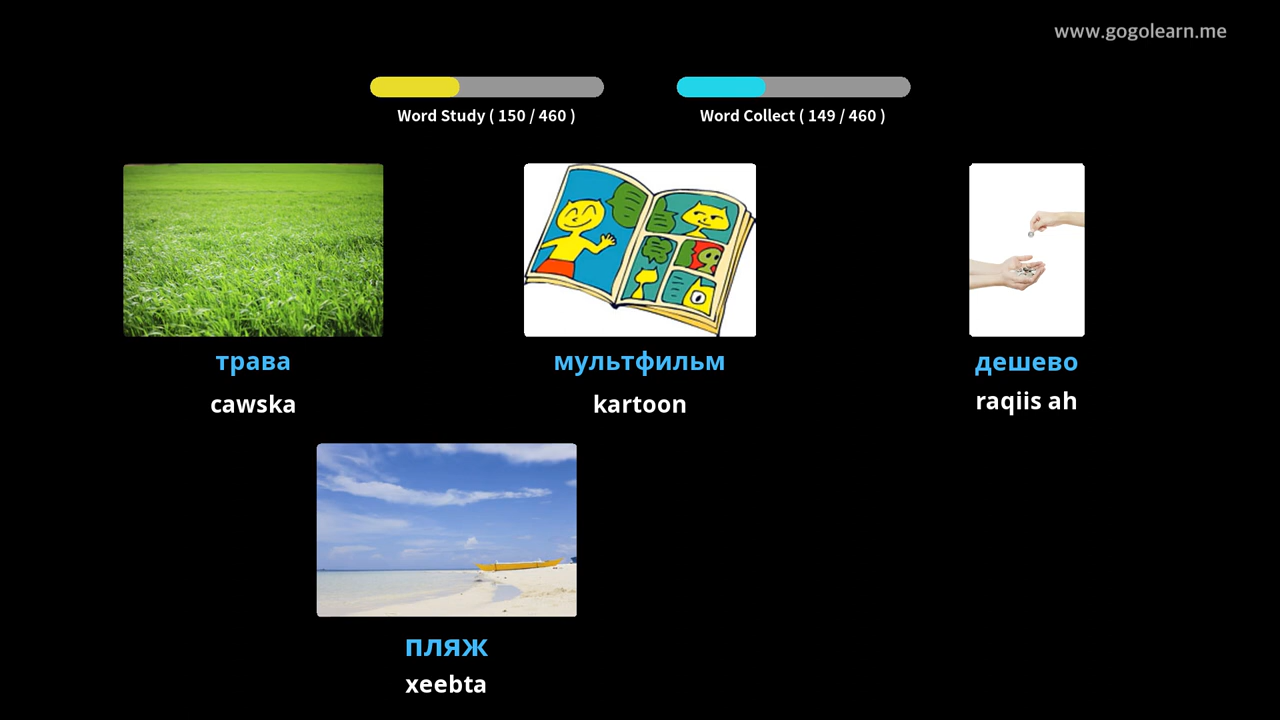 www.gogolearn.me
Word Study ( 150 / 460 )
Word Collect ( 149 / 460 )
трава
мультфильм
дешево
cawska
kartoon
raqiis ah
пляж
xeebta